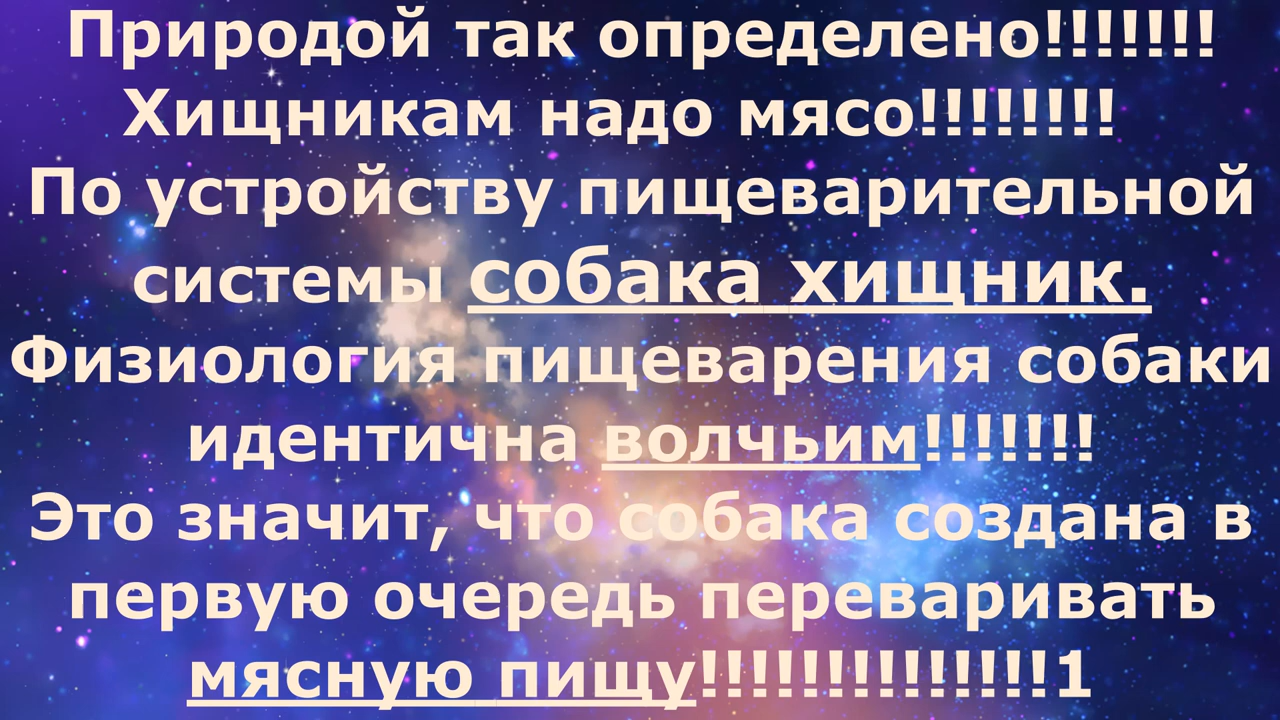 Природой так определено!!!!!!!
Хищникам надо мясо!!!!!!!!
По устройству пищеварительной
системы собака хищник.
Физиология пищеварения собаки
идентична волчьим!!!!!!!
Это значит, что собака создана в
первую очередь переваривать
мясную пищу!!!!!!!!!!!!!!1